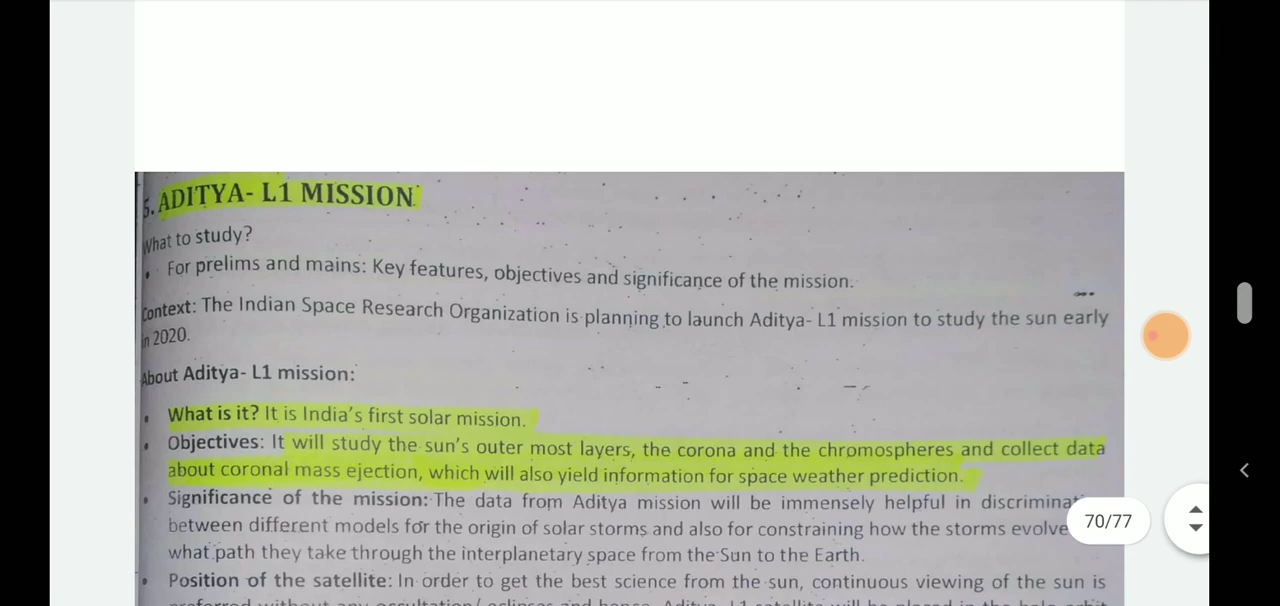 5. ADITYA- L1 MISSION
What to study?
• For prelims and mains: Key features, objectives and significance of the mission.
Context: The Indian Space Research Organization is planning to launch Aditya- L1 mission to study the sun early
in 2020.
About Aditya- L1 mission:
• What is it? It is India's first solar mission.
• Objectives: It will study the sun's outer most layers, the corona and the chromospheres and collect data
about coronal mass ejection, which will also yield information for space weather prediction.
• Significance of the mission: The data from Aditya mission will be immensely helpful in
between different models for the origin of solar storms and also for constraining how the storms evolve
what path they take through the interplanetary space from the Sun to the Earth.
70/77
• Position of the satellite: In order to get the best science from the sun, continuous viewing of the sun is